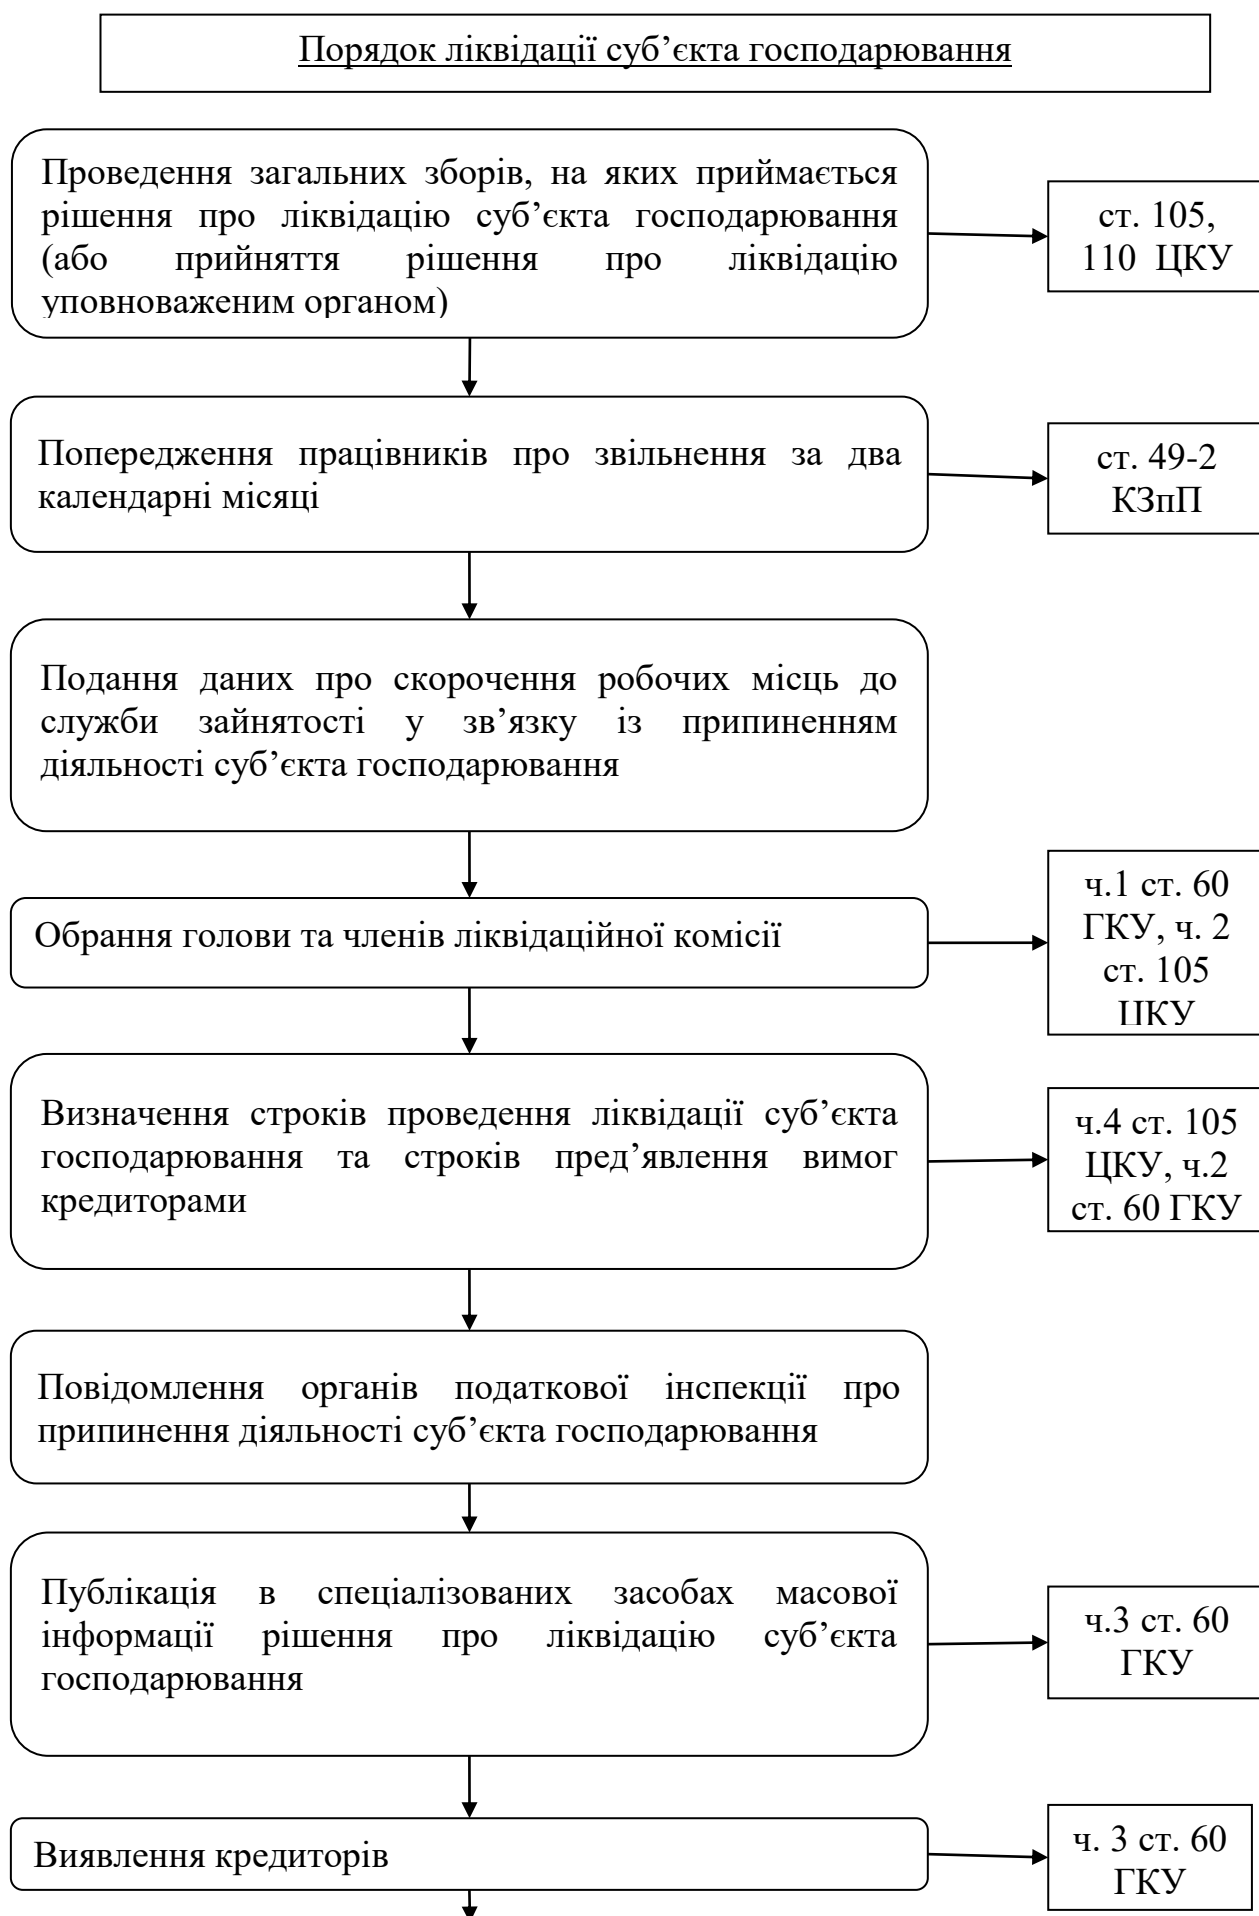 Порядок ліквідації суб’єкта господарювання
Проведення загальних зборів, на яких приймається
рішення про ліквідацію суб’єкта господарювання
(або прийняття рішення про ліквідацію
уповноваженим органом)
ст. 105,
110 ЦКУ
Попередження працівників про звільнення за два
календарні місяці
ст. 49-2
КЗпП
Подання даних про скорочення робочих місць до
служби зайнятості у зв’язку із припиненням
діяльності суб’єкта господарювання
Обрання голови та членів ліквідаційної комісії
ч.1 ст. 60
ГКУ, ч. 2
ст. 105
ЦКУ
Визначення строків проведення ліквідації суб’єкта
господарювання та строків пред’явлення вимог
кредиторами
ч.4 ст. 105
ЦКУ, ч.2
ст. 60 ГКУ
Повідомлення органів податкової інспекції про
припинення діяльності суб’єкта господарювання
Публікація в спеціалізованих засобах масової
інформації рішення про ліквідацію суб’єкта
господарювання
ч.3 ст. 60
ГКУ
Виявлення кредиторів
ч. 3 ст. 60
ГКУ